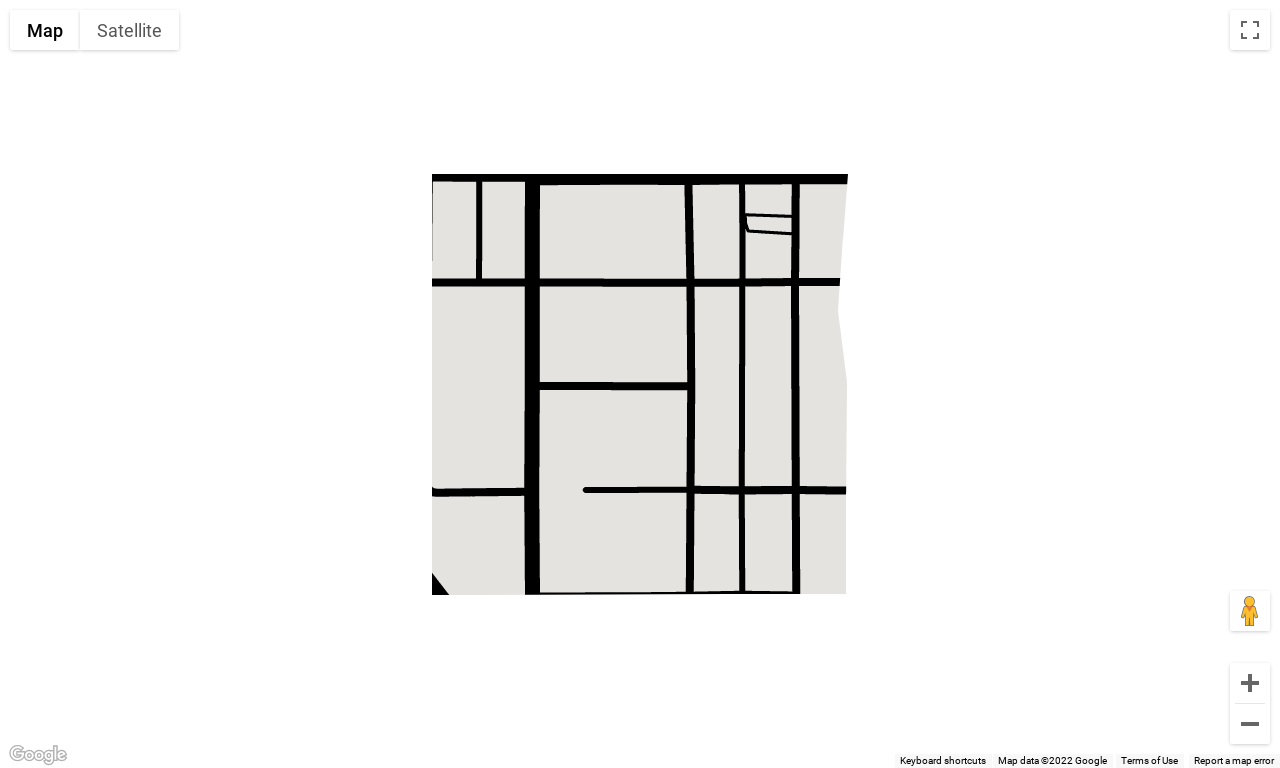 Map Satellite
Google
Keyboard shortcuts Map data ©2022 Google Terms of Use Report a map error